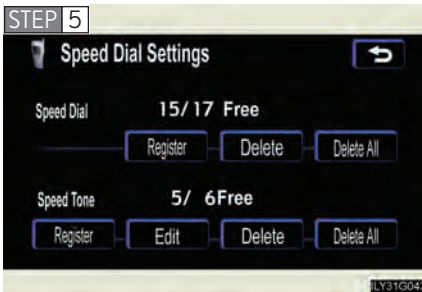 STEP 5
Speed Dial Settings
Speed Dial 15/17 Free
Register Delete Delete All
Speed Tone 5/ 6Free
Register Edit Delete Delete All
ILY31G043